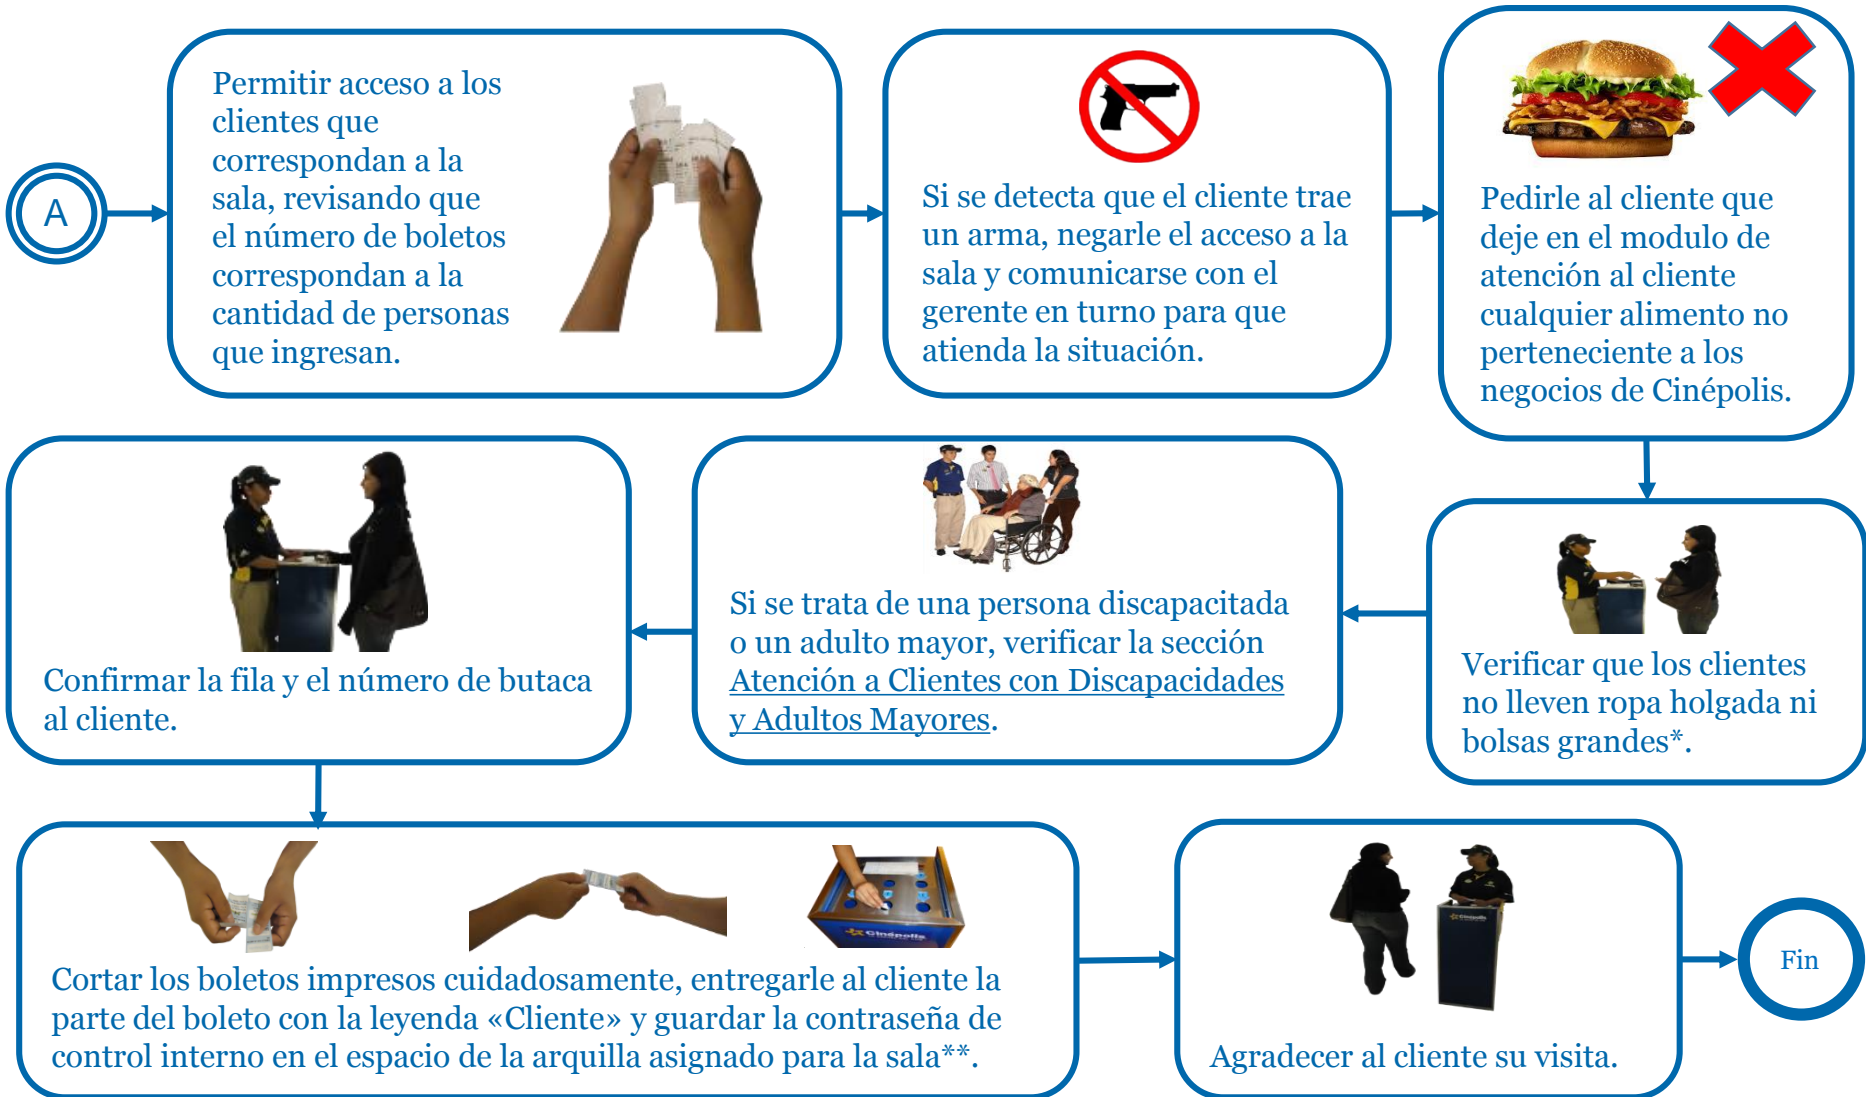 A
Permitir acceso a los
clientes que
correspondan a la
sala, revisando que
el número de boletos
correspondan a la
cantidad de personas
que ingresan.
Si se detecta que el cliente trae
un arma, negarle el acceso a la
sala y comunicarse con el
gerente en turno para que
atienda la situación.
Pedirle al cliente que
deje en el modulo de
atención al cliente
cualquier alimento no
perteneciente a los
negocios de Cinépolis.
Verificar que los clientes
no lleven ropa holgada ni
bolsas grandes*.
Si se trata de una persona discapacitada
o un adulto mayor, verificar la sección
Atención a Clientes con Discapacidades
y Adultos Mayores.
Confirmar la fila y el número de butaca
al cliente.
Cinépolis
Cortar los boletos impresos cuidadosamente, entregarle al cliente la
parte del boleto con la leyenda «Cliente» y guardar la contraseña de
control interno en el espacio de la arquilla asignado para la sala**.
Cinépolis
Agradecer al cliente su visita.
Fin